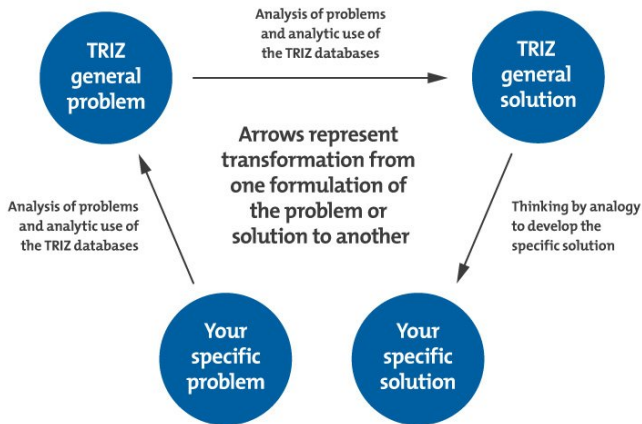 Analysis of problems
and analytic use of
the TRIZ databases
TRIZ
general
problem
TRIZ
general
solution
Arrows represent
transformation from
one formulation of
the problem or
solution to another
Analysis of problems
and analytic use of
the TRIZ databases
Thinking by analogy
to develop the
specific solution
Your
specific
problem
Your
specific
solution